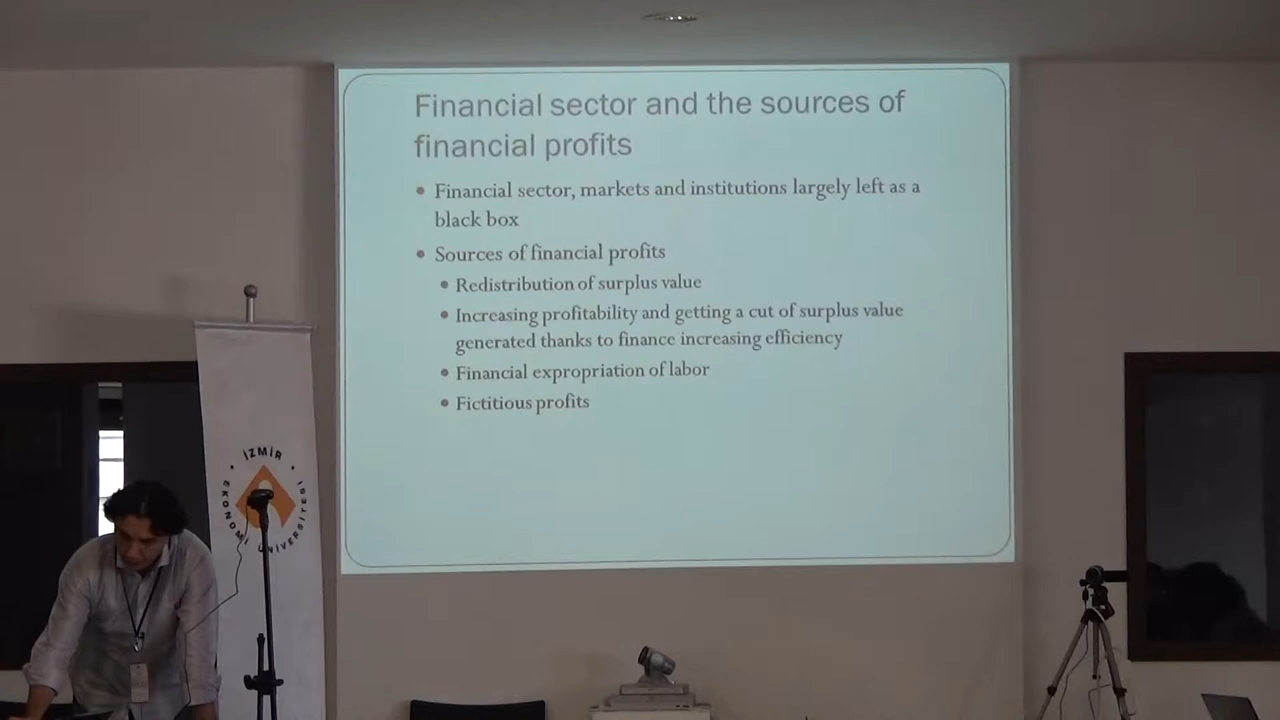 Financial sector and the sources of
financial profits
• Financial sector, markets and institutions largely left as a
black box
• Sources of financial profits
• Redistribution of surplus value
• Increasing profitability and getting a cut of surplus value
generated thanks to finance increasing efficiency
• Financial expropriation of labor
• Fictitious profits
İZMİR
EKONOMİ ÜNİVERSİTESİ